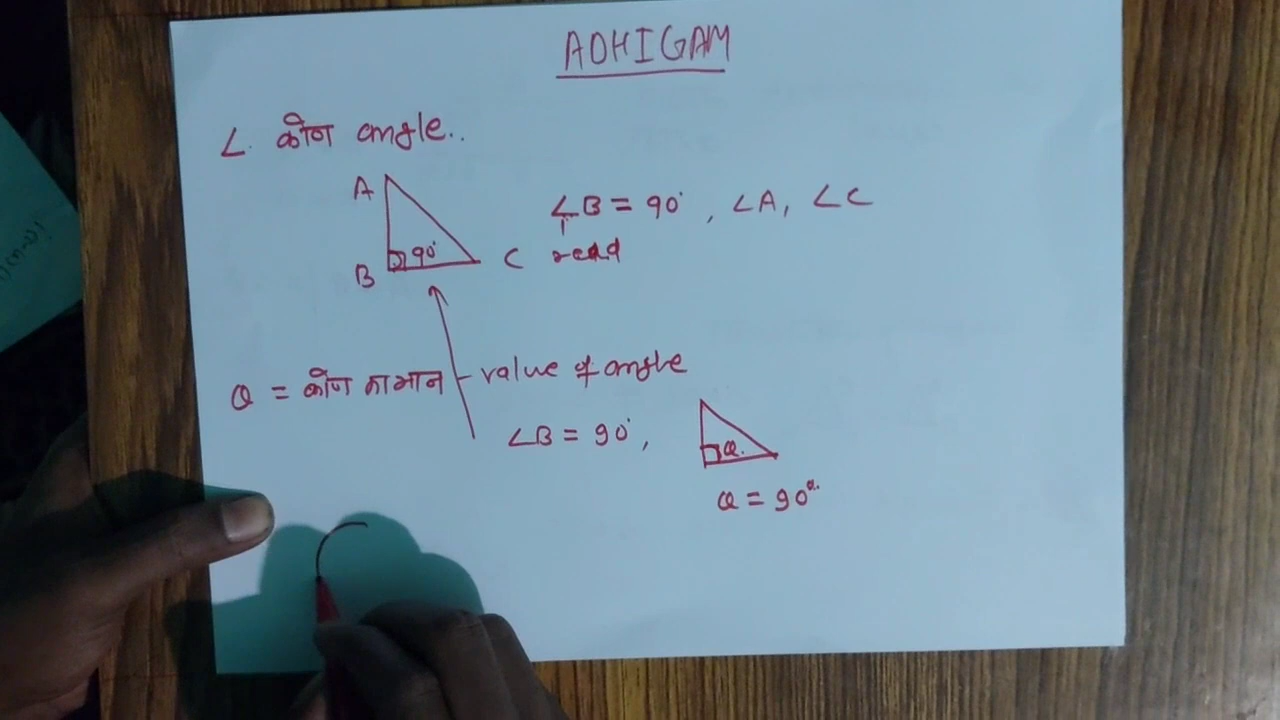 ADHIGAM
∠. कोण angle..
A
∠B = 90°, ∠A, ∠C
90°
B
C
read
Q = कोण का मान - value of angle
∠B = 90°,
Q.
Q = 90°